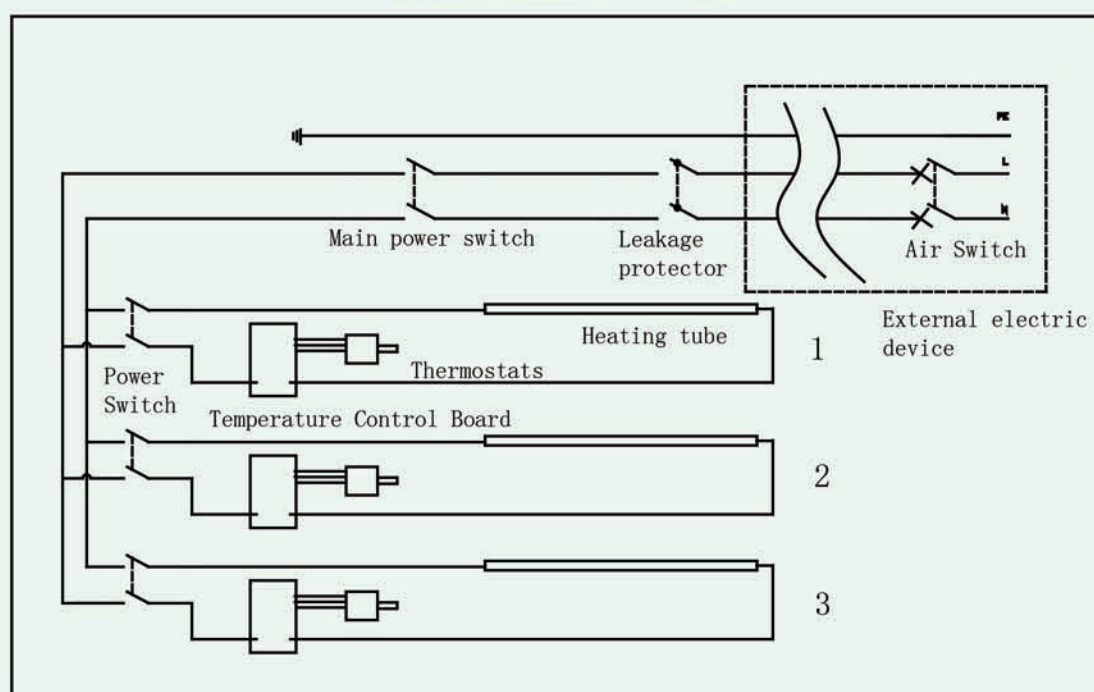 PE
L
N
Main power switch
Leakage
protector
Air Switch
External electric
device
Heating tube
1
Thermostats
Power
Switch
Temperature Control Board
2
3